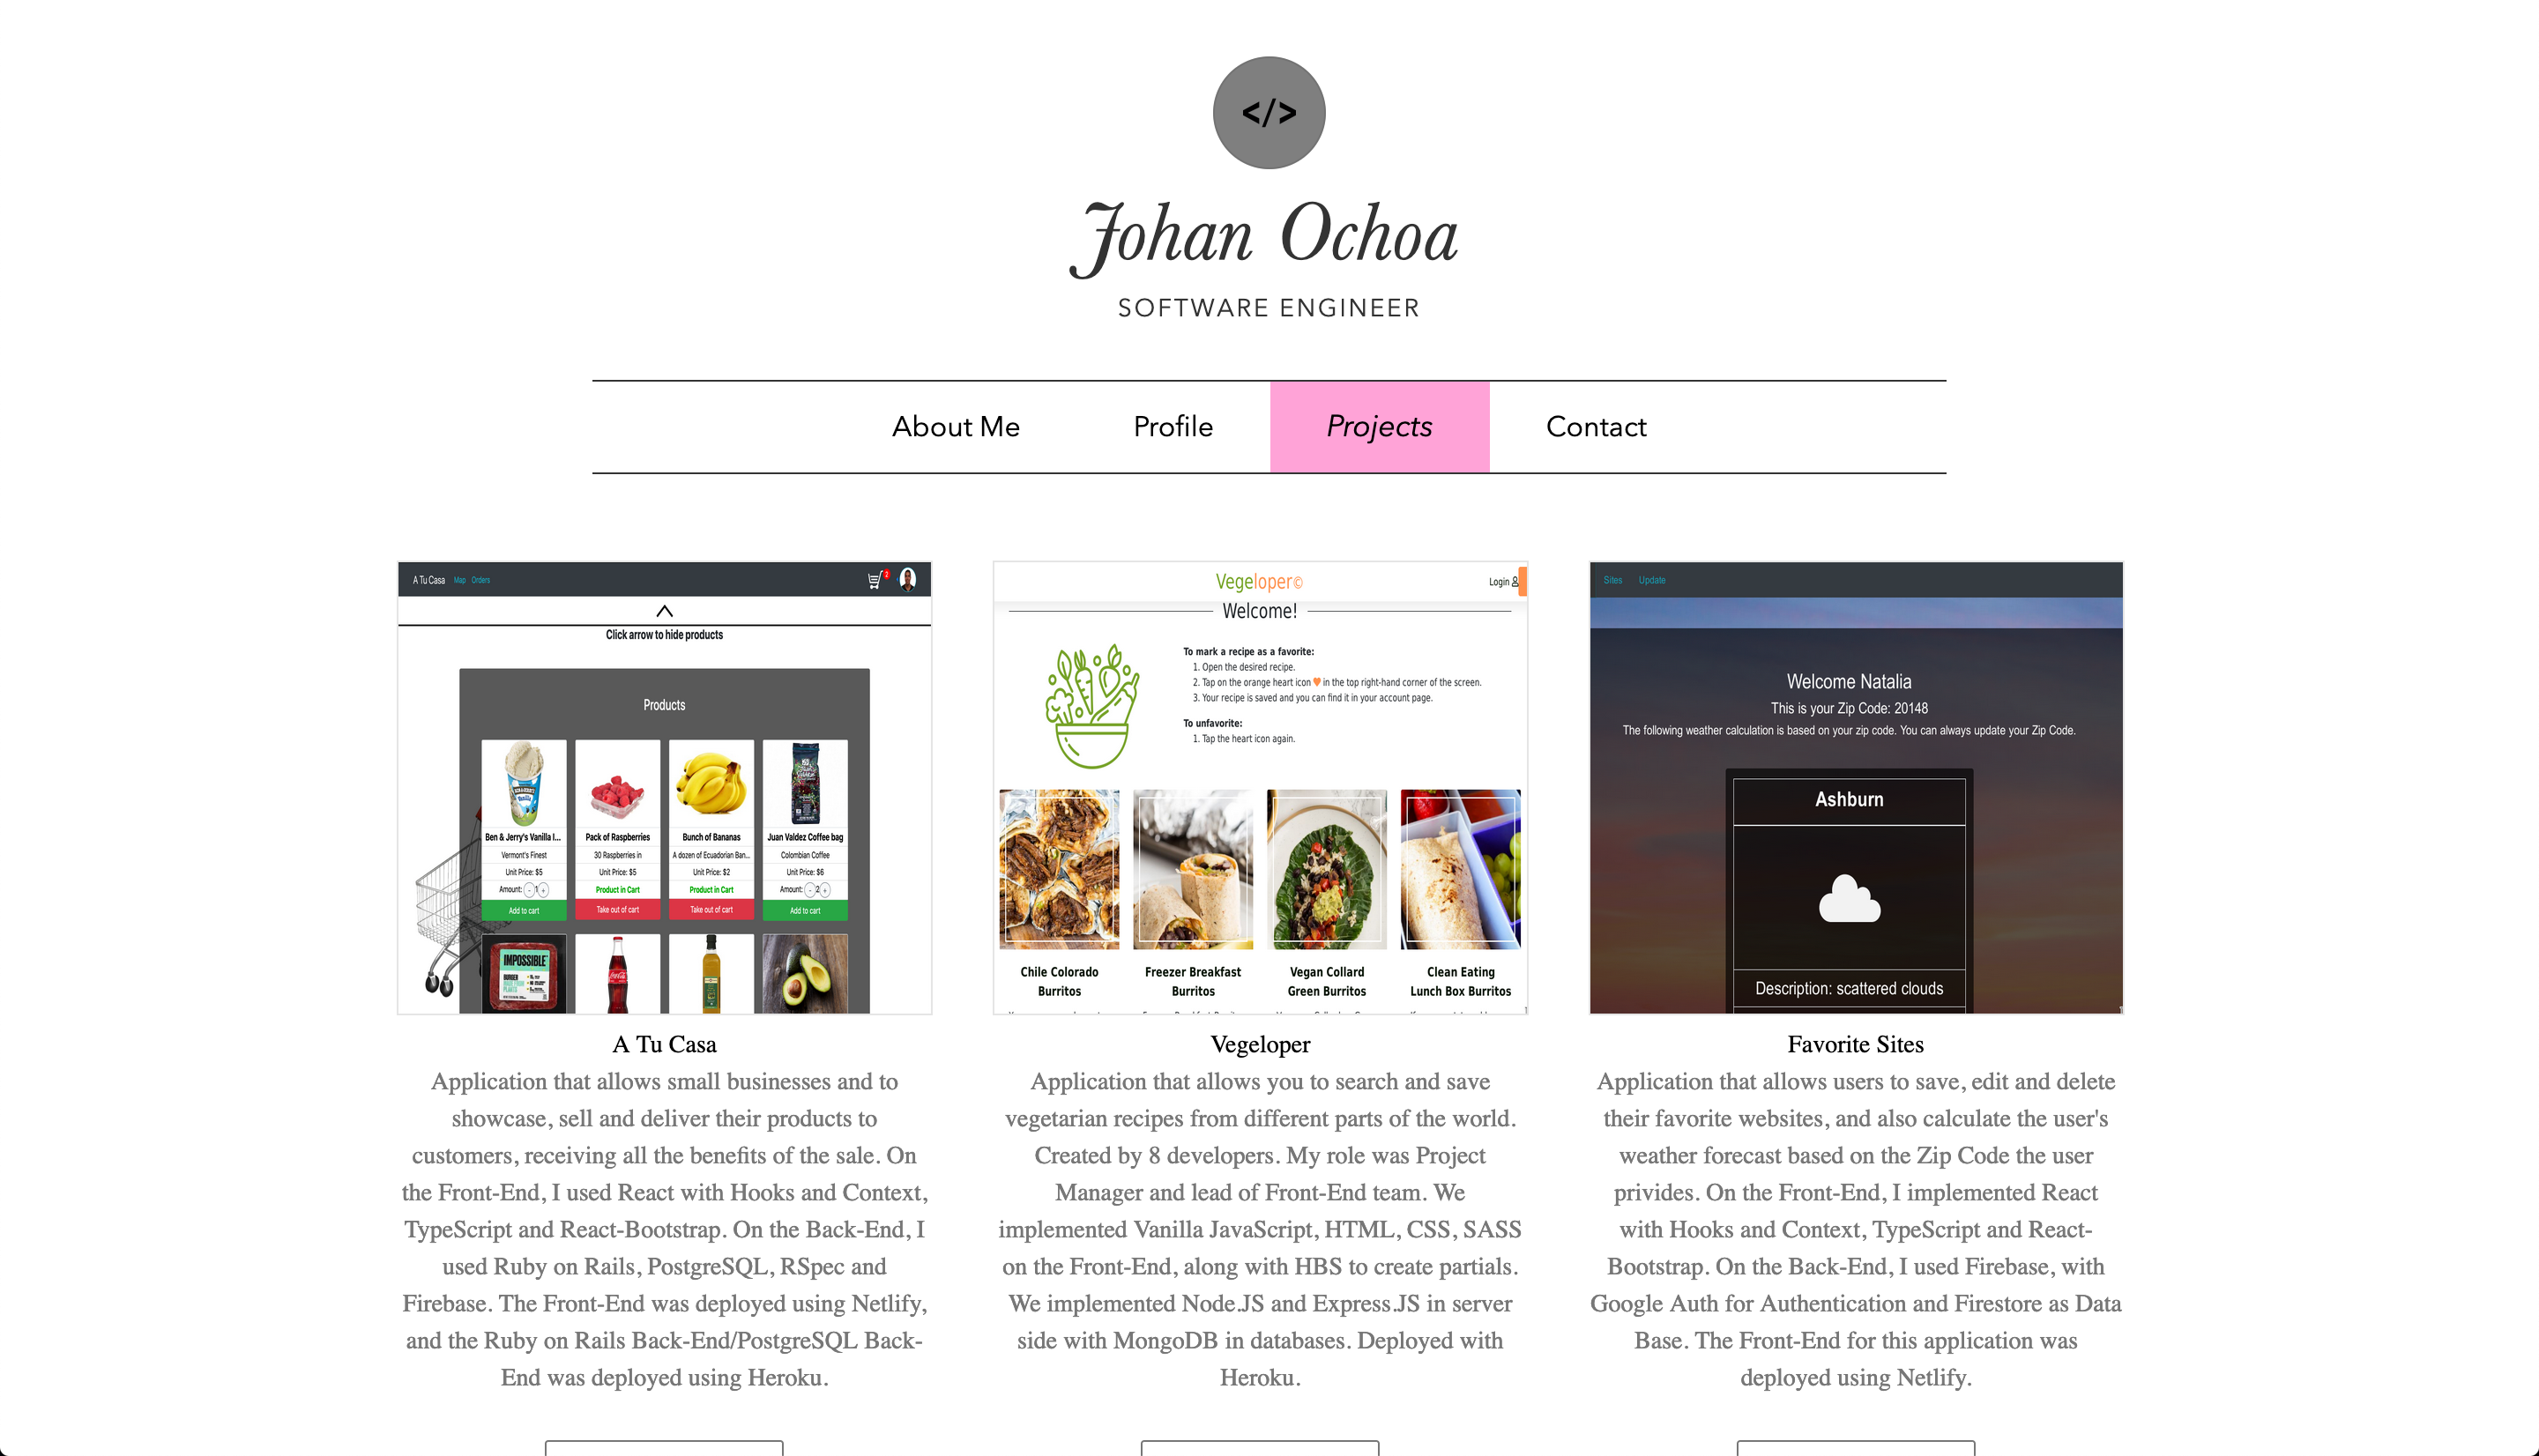 </>
Johan Ochoa
SOFTWARE ENGINEER
About Me
Profile
Projects
Contact
A Tu Casa Map Orders 2
Click arrow to hide products
Products
Ben & Jerry's Vanilla I...
Vermont's Finest
Unit Price: $5
Amount: - 1 +
Add to cart
Pack of Raspberries
30 Raspberries in
Unit Price: $5
Product in Cart
Take out of cart
Bunch of Bananas
A dozen of Ecuadorian Ban...
Unit Price: $2
Product in Cart
Take out of cart
Juan Valdez Coffee bag
Colombian Coffee
Unit Price: $6
Amount: - 2 +
Add to cart
IMPOSSIBLE
BURGER
A Tu Casa
Application that allows small businesses and to
showcase, sell and deliver their products to
customers, receiving all the benefits of the sale. On
the Front-End, I used React with Hooks and Context,
TypeScript and React-Bootstrap. On the Back-End, I
used Ruby on Rails, PostgreSQL, RSpec and
Firebase. The Front-End was deployed using Netlify,
and the Ruby on Rails Back-End/PostgreSQL Back-
End was deployed using Heroku.
Vegeloper©
Login
Welcome!
To mark a recipe as a favorite:
1. Open the desired recipe.
2. Tap on the orange heart icon 🧡 in the top right-hand corner of the screen.
3. Your recipe is saved and you can find it in your account page.
To unfavorite:
1. Tap the heart icon again.
Chile Colorado
Burritos
Freezer Breakfast
Burritos
Vegan Collard
Green Burritos
Clean Eating
Lunch Box Burritos
Vegeloper
Application that allows you to search and save
vegetarian recipes from different parts of the world.
Created by 8 developers. My role was Project
Manager and lead of Front-End team. We
implemented Vanilla JavaScript, HTML, CSS, SASS
on the Front-End, along with HBS to create partials.
We implemented Node.JS and Express.JS in server
side with MongoDB in databases. Deployed with
Heroku.
Sites Update
Welcome Natalia
This is your Zip Code: 20148
The following weather calculation is based on your zip code. You can always update your Zip Code.
Ashburn
Description: scattered clouds
Favorite Sites
Application that allows users to save, edit and delete
their favorite websites, and also calculate the user's
weather forecast based on the Zip Code the user
privides. On the Front-End, I implemented React
with Hooks and Context, TypeScript and React-
Bootstrap. On the Back-End, I used Firebase, with
Google Auth for Authentication and Firestore as Data
Base. The Front-End for this application was
deployed using Netlify.